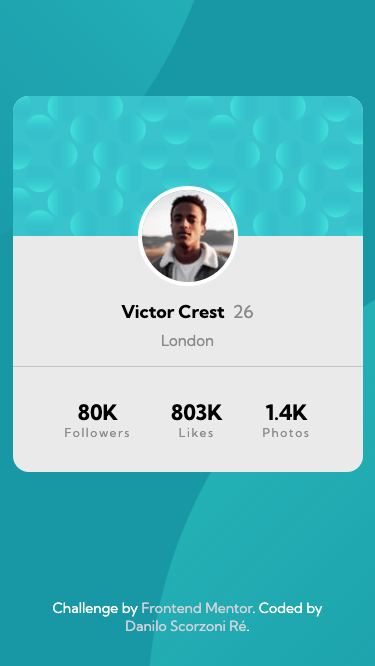 Victor Crest 26
London
80K 803K 1.4K
Followers Likes Photos
Challenge by Frontend Mentor. Coded by
Danilo Scorzoni Ré.